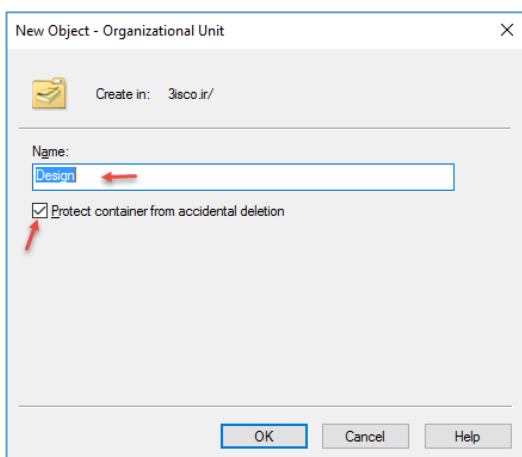 New Object - Organizational Unit
Create in: 3isco.ir/
Name:
Design
Protect container from accidental deletion
OK Cancel Help